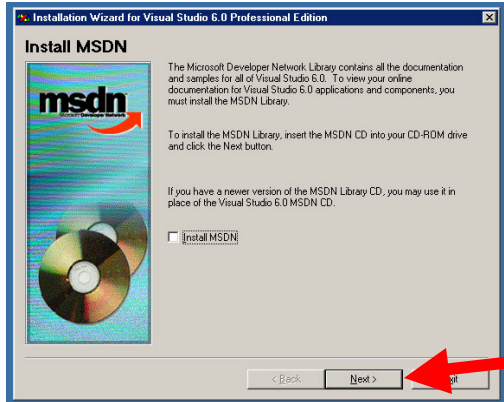 Installation Wizard for Visual Studio 6.0 Professional Edition
Install MSDN
msdn
Microsoft Developer Network
The Microsoft Developer Network Library contains all the documentation
and samples for all of Visual Studio 6.0. To view your online
documentation for Visual Studio 6.0 applications and components, you
must install the MSDN Library.
To install the MSDN Library, insert the MSDN CD into your CD-ROM drive
and click the Next button.
If you have a newer version of the MSDN Library CD, you may use it in
place of the Visual Studio 6.0 MSDN CD.
Install MSDN
< Back
Next >